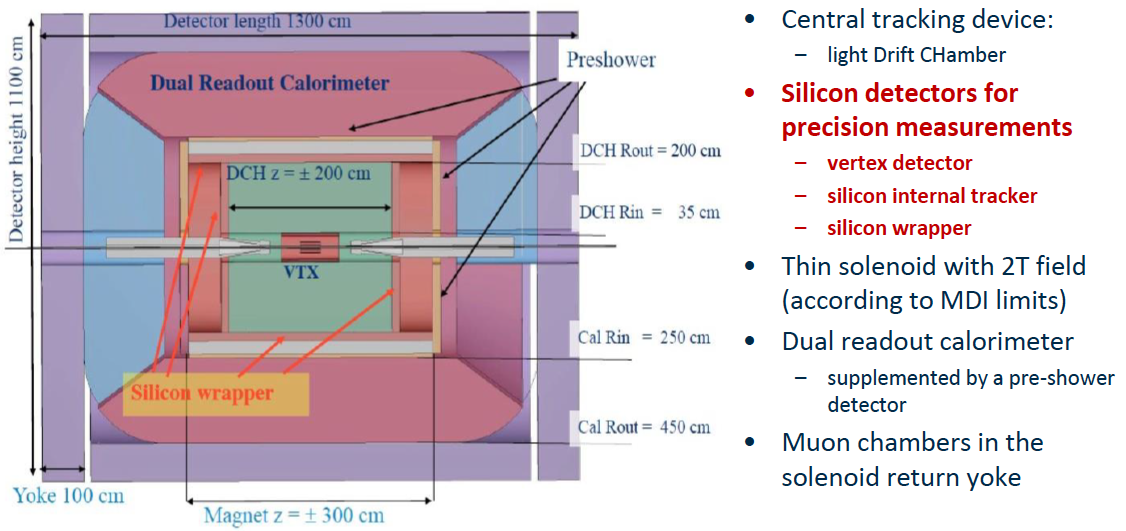 Detector length 1300 cm
Preshower
Dual Readout Calorimeter
Detector height 1100 cm
DCH Rout = 200 cm
DCH z = ± 200 cm
DCH Rin = 35 cm
VTX
Cal Rin = 250 cm
Silicon wrapper
Cal Rout = 450 cm
Yoke 100 cm
Magnet z = ± 300 cm
• Central tracking device:
– light Drift CHamber
• Silicon detectors for
precision measurements
– vertex detector
– silicon internal tracker
– silicon wrapper
• Thin solenoid with 2T field
(according to MDI limits)
• Dual readout calorimeter
– supplemented by a pre-shower
detector
• Muon chambers in the
solenoid return yoke